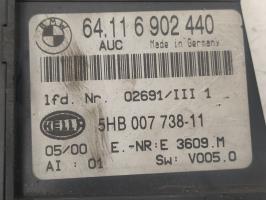 BMW
64.11 6 902 440
AUC Made in Germany
lfd. Nr. 02691/III 1
HELLA
5HB 007 738-11
05/00 E.-NR:E 3609.M
AI : 01 SW: V005.0